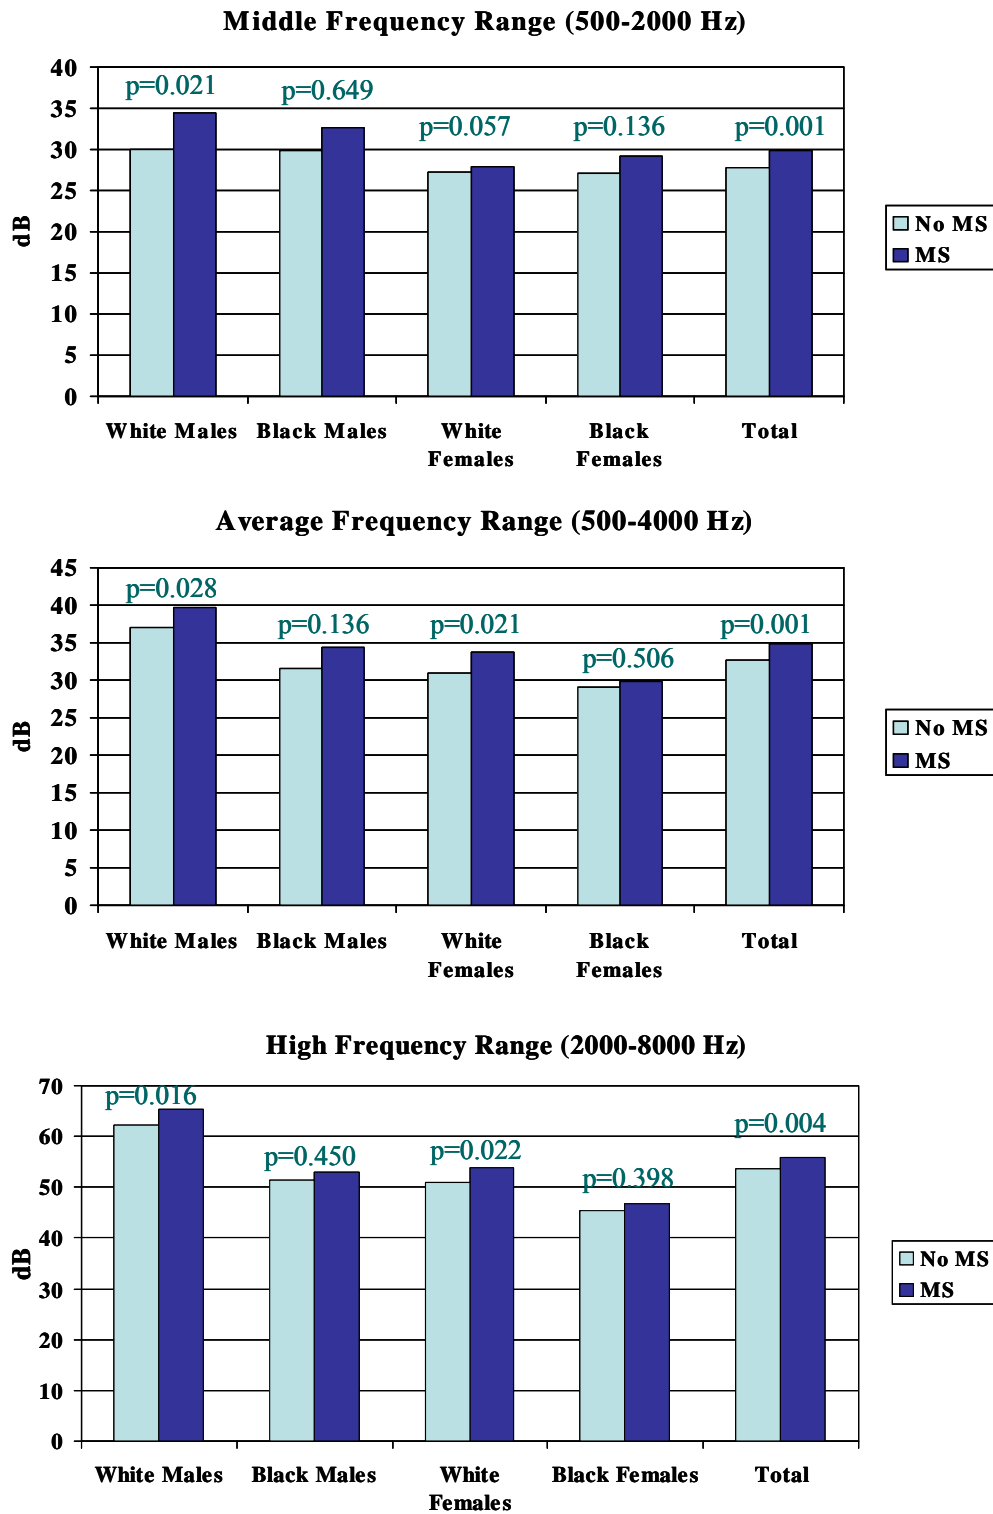 Middle Frequency Range (500-2000 Hz)
40
35
30
25
20
15
10
5
0
dB
p=0.021
p=0.649
p=0.057
p=0.136
p=0.001
White Males
Black Males
White
Females
Black
Females
Total
No MS
MS
Average Frequency Range (500-4000 Hz)
45
40
35
30
25
20
15
10
5
0
dB
p=0.028
p=0.136
p=0.021
p=0.506
p=0.001
White Males
Black Males
White
Females
Black
Females
Total
No MS
MS
High Frequency Range (2000-8000 Hz)
70
60
50
40
30
20
10
0
dB
p=0.016
p=0.450
p=0.022
p=0.398
p=0.004
White Males
Black Males
White
Females
Black Females
Total
No MS
MS